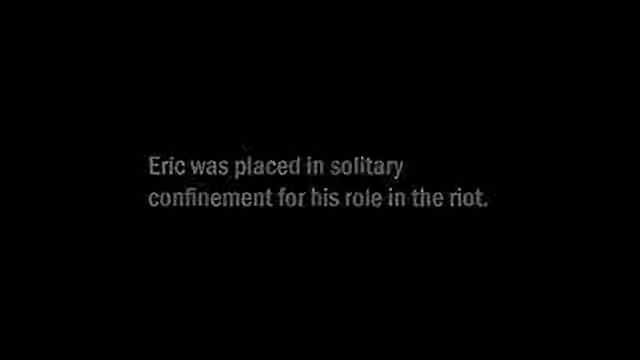 Eric was placed in solitary
confinement for his role in the riot.